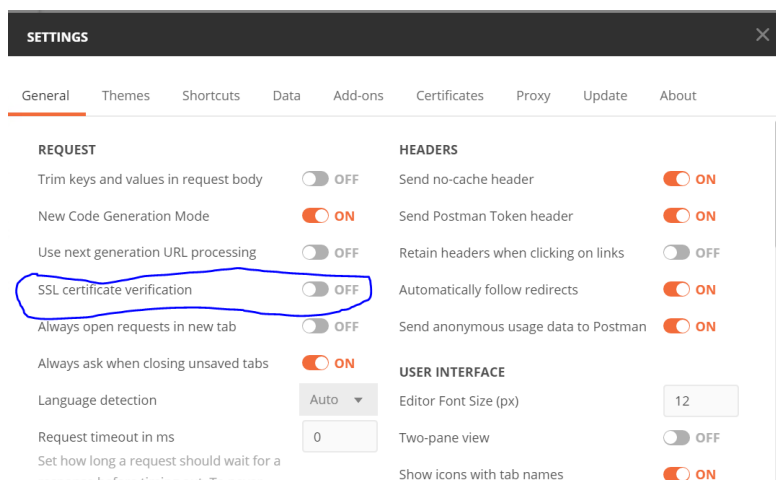 SETTINGS
General Themes Shortcuts Data Add-ons Certificates Proxy Update About
REQUEST
Trim keys and values in request body OFF
New Code Generation Mode ON
Use next generation URL processing OFF
SSL certificate verification OFF
Always open requests in new tab OFF
Always ask when closing unsaved tabs ON
Language detection Auto
Request timeout in ms 0
Set how long a request should wait for a
HEADERS
Send no-cache header ON
Send Postman Token header ON
Retain headers when clicking on links OFF
Automatically follow redirects ON
Send anonymous usage data to Postman ON
USER INTERFACE
Editor Font Size (px) 12
Two-pane view OFF
Show icons with tab names ON